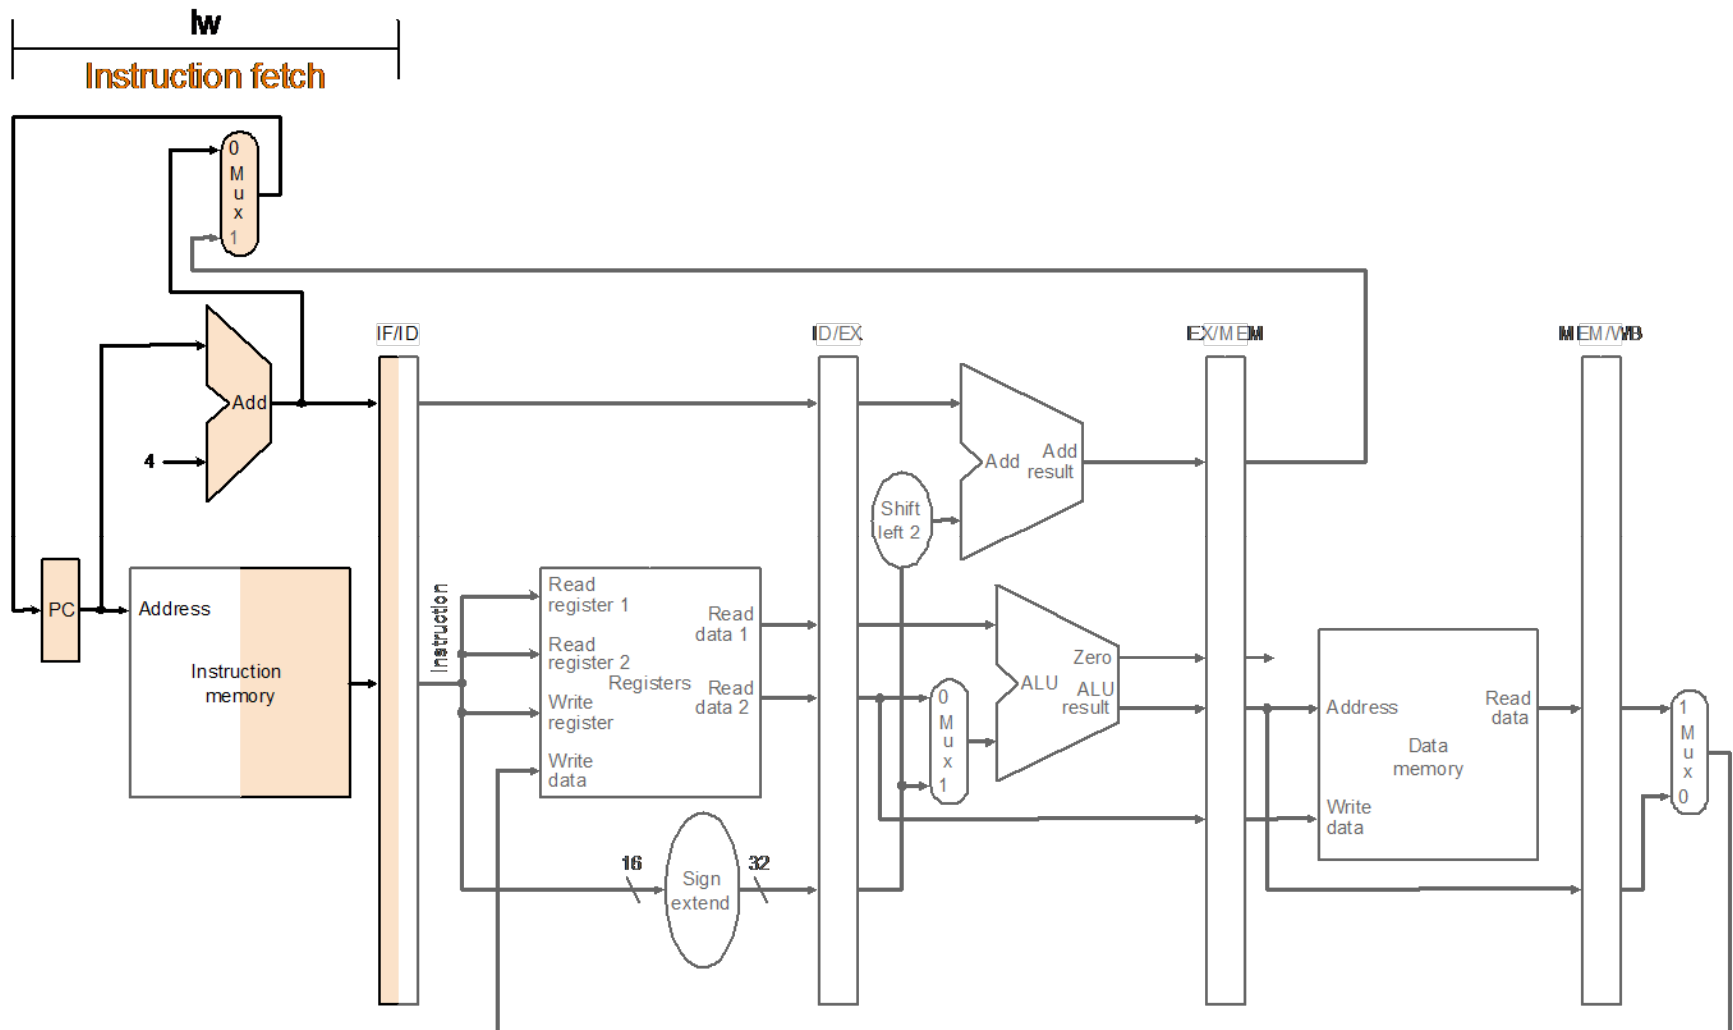 lw
Instruction fetch
0
M
u
x
1
Add
4
IF/ID
ID/EX
EX/MEM
MEM/WB
PC
Address
Instruction
memory
Instruction
Read
register 1
Read
register 2
Registers
Write
register
Write
data
Read
data 1
Read
data 2
16
Sign
extend
32
Shift
left 2
Add
Add
result
0
M
u
x
1
Zero
ALU
ALU
result
Address
Read
data
Data
memory
Write
data
1
M
u
x
0